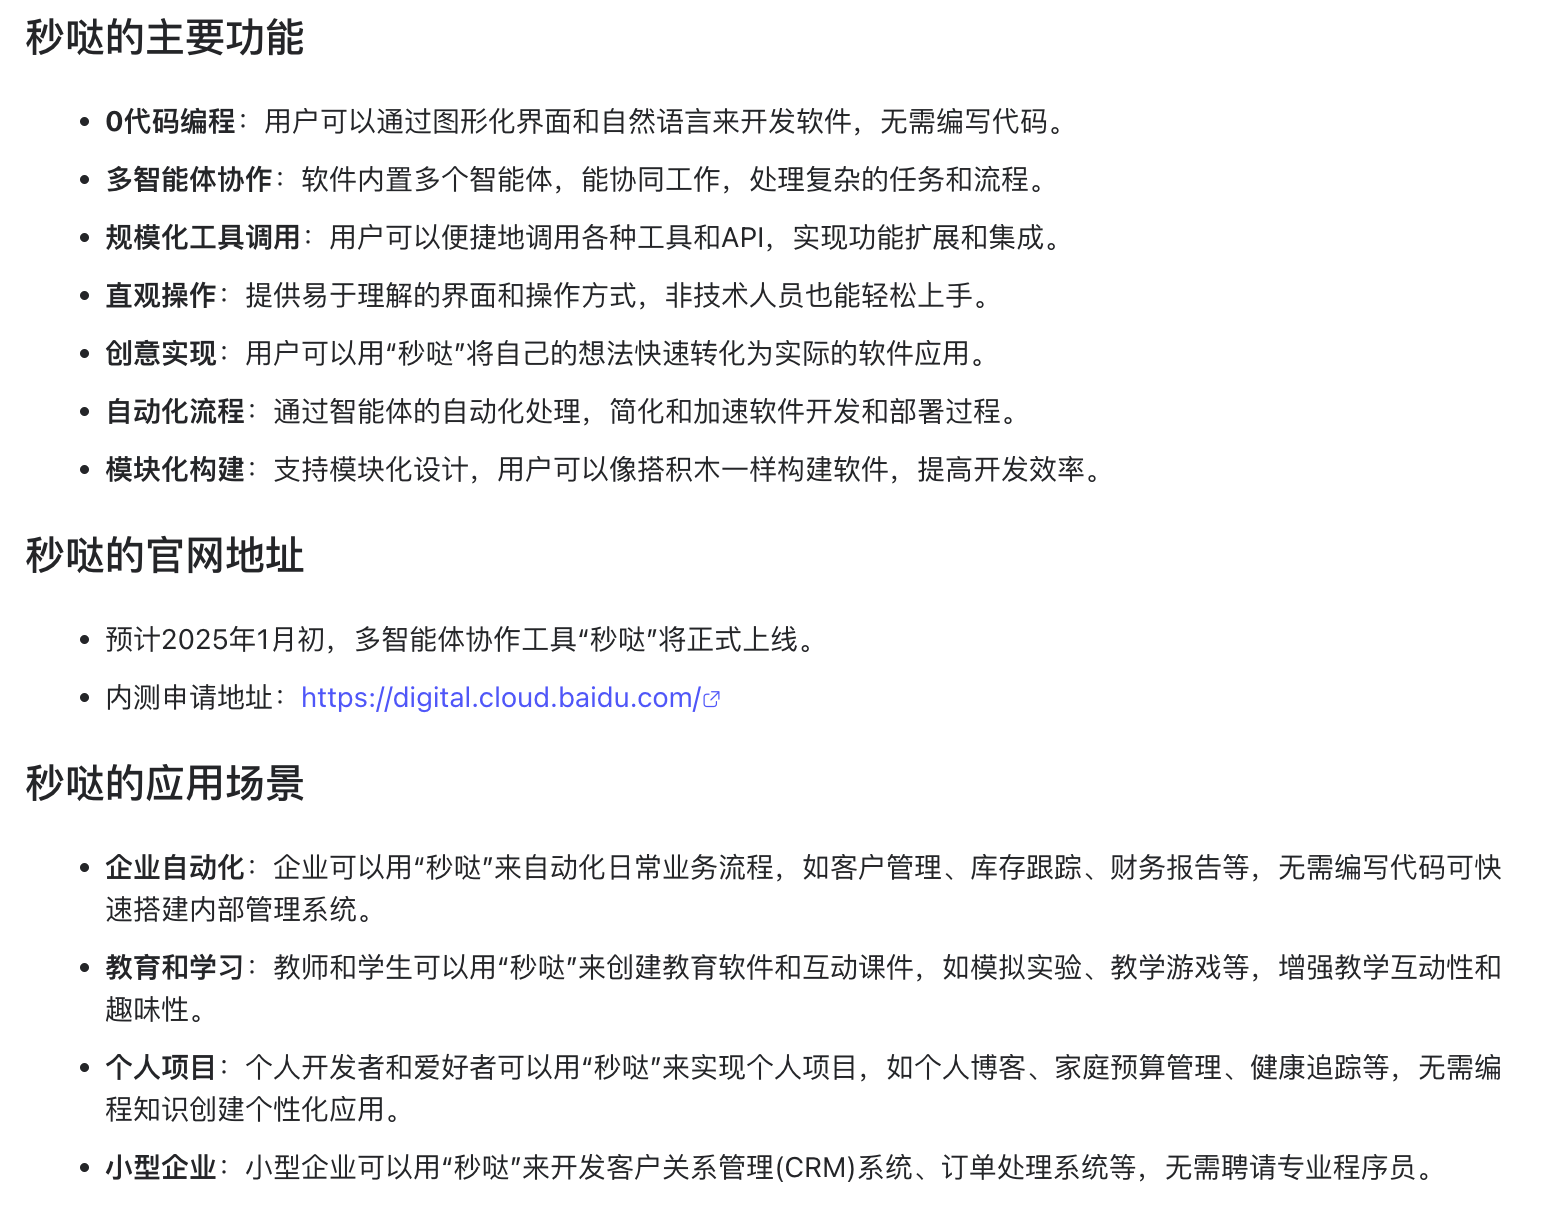 秒哒的主要功能
0代码编程：用户可以通过图形化界面和自然语言来开发软件，无需编写代码。
多智能体协作：软件内置多个智能体，能协同工作，处理复杂的任务和流程。
规模化工具调用：用户可以便捷地调用各种工具和API，实现功能扩展和集成。
直观操作：提供易于理解的界面和操作方式，非技术人员也能轻松上手。
创意实现：用户可以用“秒哒”将自己的想法快速转化为实际的软件应用。
自动化流程：通过智能体的自动化处理，简化和加速软件开发和部署过程。
模块化构建：支持模块化设计，用户可以像搭积木一样构建软件，提高开发效率。
秒哒的官网地址
预计2025年1月初，多智能体协作工具“秒哒”将正式上线。
内测申请地址：https://digital.cloud.baidu.com/
秒哒的应用场景
企业自动化：企业可以用“秒哒”来自动化日常业务流程，如客户管理、库存跟踪、财务报告等，无需编写代码可快
速搭建内部管理系统。
教育和学习：教师和学生可以用“秒哒”来创建教育软件和互动课件，如模拟实验、教学游戏等，增强教学互动性和
趣味性。
个人项目：个人开发者和爱好者可以用“秒哒”来实现个人项目，如个人博客、家庭预算管理、健康追踪等，无需编
程知识创建个性化应用。
小型企业：小型企业可以用“秒哒”来开发客户关系管理(CRM)系统、订单处理系统等，无需聘请专业程序员。